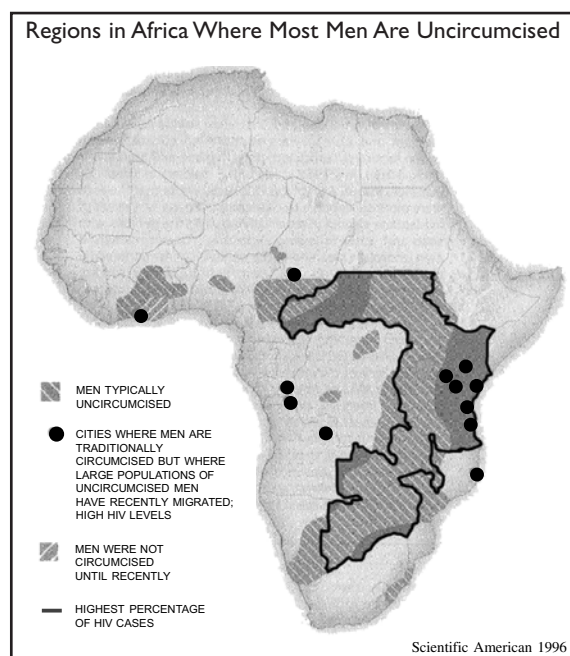 Regions in Africa Where Most Men Are Uncircumcised
MEN TYPICALLY
UNCIRCUMCISED
CITIES WHERE MEN ARE
TRADITIONALLY
CIRCUMCISED BUT WHERE
LARGE POPULATIONS OF
UNCIRCUMCISED MEN
HAVE RECENTLY MIGRATED;
HIGH HIV LEVELS
MEN WERE NOT
CIRCUMCISED
UNTIL RECENTLY
HIGHEST PERCENTAGE
OF HIV CASES
Scientific American 1996